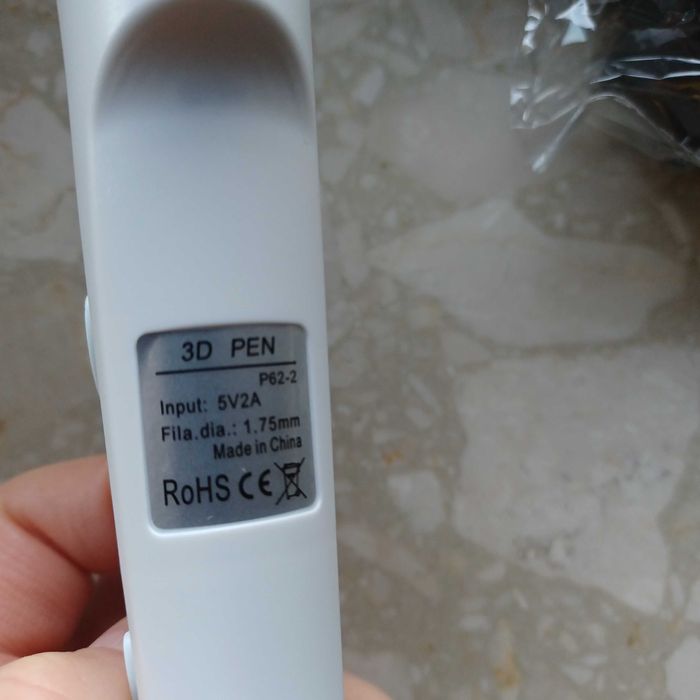 3D PEN
P62-2
Input: 5V2A
Fila.dia.: 1.75mm
Made in China
RoHS CE